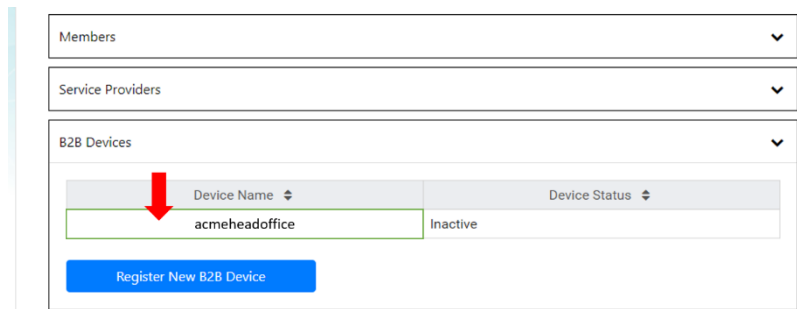 Members
Service Providers
B2B Devices
Device Name Device Status
acmeheadoffice Inactive
Register New B2B Device